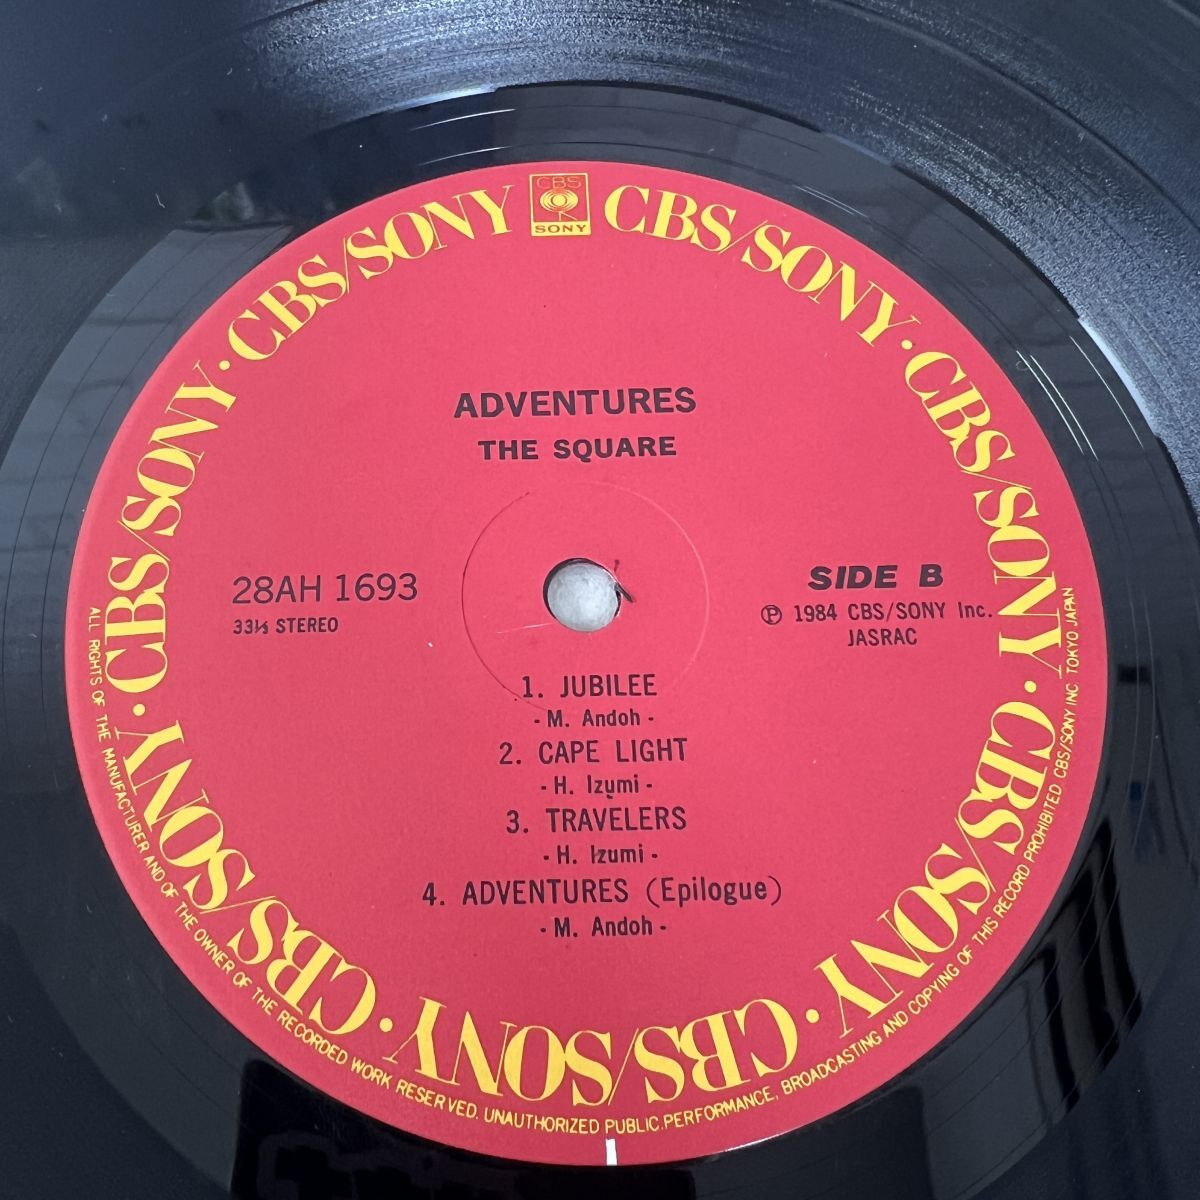 CBS
SONY
CBS/SONY · CBS/SONY · CBS/SONY · CBS/SONY · CBS/SONY · CBS/SONY · CBS/SONY · CBS/SONY
ADVENTURES
THE SQUARE
28AH 1693
33⅓ STEREO
SIDE B
Ⓟ 1984 CBS/SONY Inc.
JASRAC
1. JUBILEE
- M. Andoh -
2. CAPE LIGHT
- H. Izumi -
3. TRAVELERS
- H. Izumi -
4. ADVENTURES (Epilogue)
- M. Andoh -
ALL RIGHTS OF THE MANUFACTURER AND OF THE OWNER OF THE RECORDED WORK RESERVED. UNAUTHORIZED PUBLIC. PERFORMANCE, BROADCASTING AND COPYING OF THIS RECORD PROHIBITED CBS/SONY INC TOKYO JAPAN